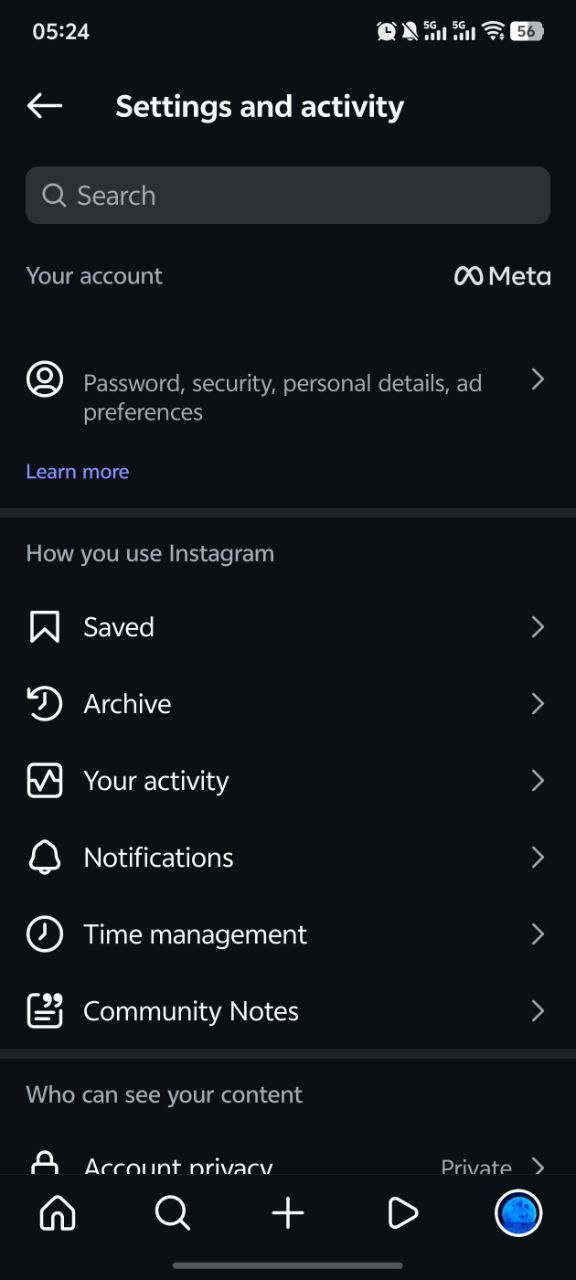 05:24
5G 5G 56
Settings and activity
Search
Your account
Meta
Password, security, personal details, ad
preferences
Learn more
How you use Instagram
Saved
Archive
Your activity
Notifications
Time management
Community Notes
Who can see your content
Account privacy
Private